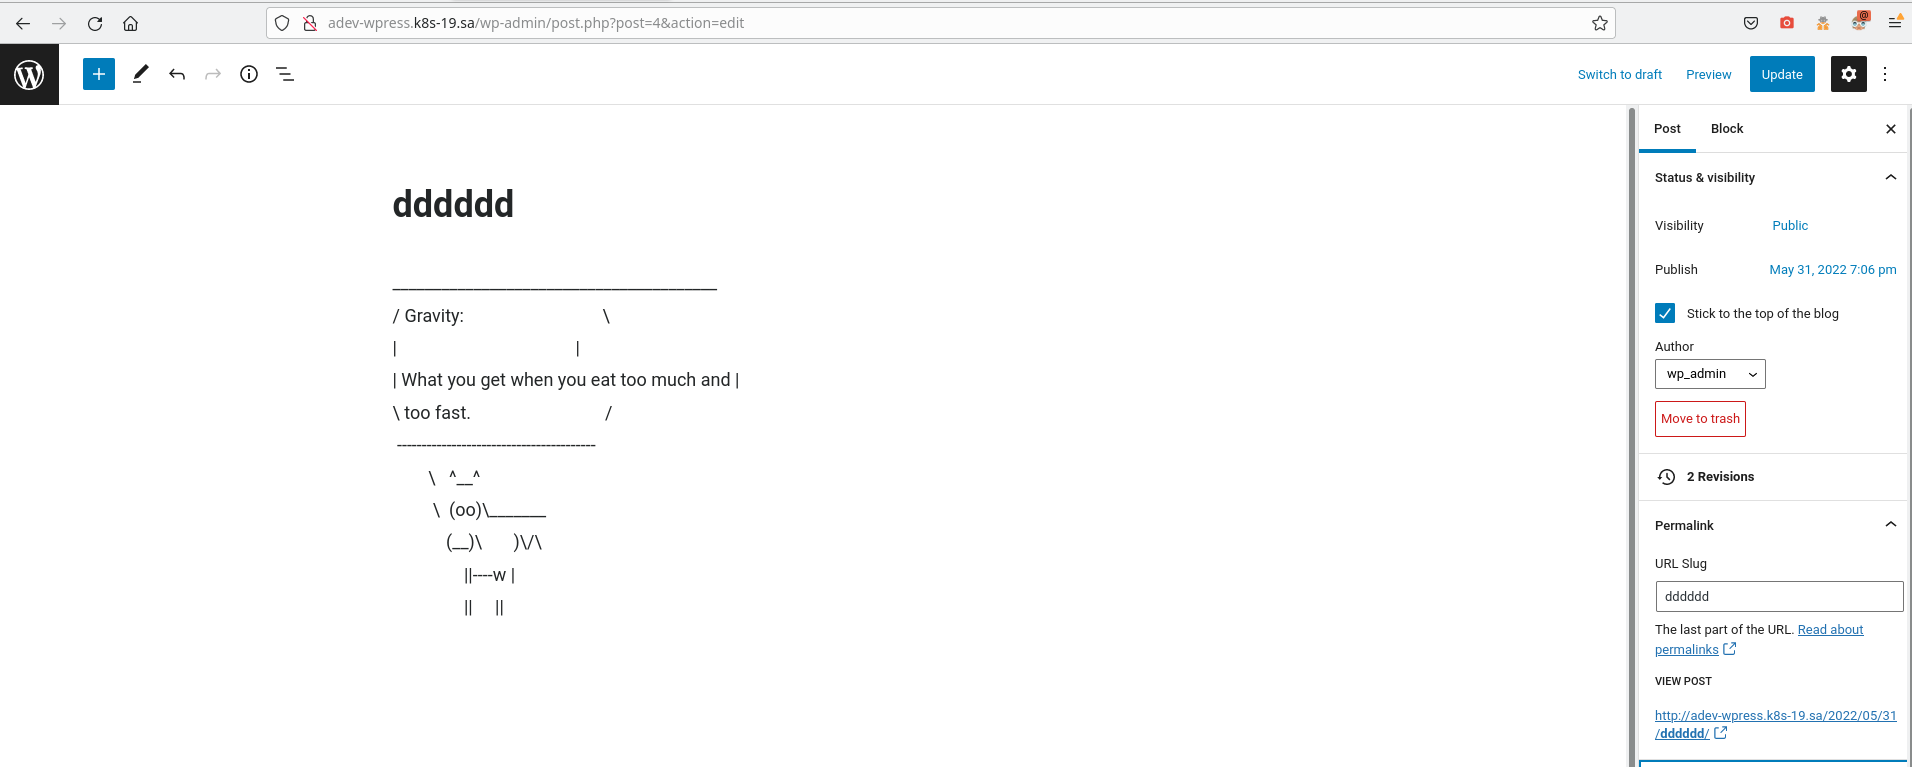 adev-wpress.k8s-19.sa/wp-admin/post.php?post=4&action=edit
Switch to draft Preview Update
dddddd
________________________________________
/ Gravity:                               \
|                                        |
| What you get when you eat too much and |
\ too fast.                              /
 ----------------------------------------
        \   ^__^
         \  (oo)\_______
            (__)\       )\/\
                ||----w |
                ||     ||
Post Block
Status & visibility
Visibility Public
Publish May 31, 2022 7:06 pm
Stick to the top of the blog
Author
wp_admin
Move to trash
2 Revisions
Permalink
URL Slug
dddddd
The last part of the URL. Read about
permalinks
VIEW POST
http://adev-wpress.k8s-19.sa/2022/05/31
/dddddd/